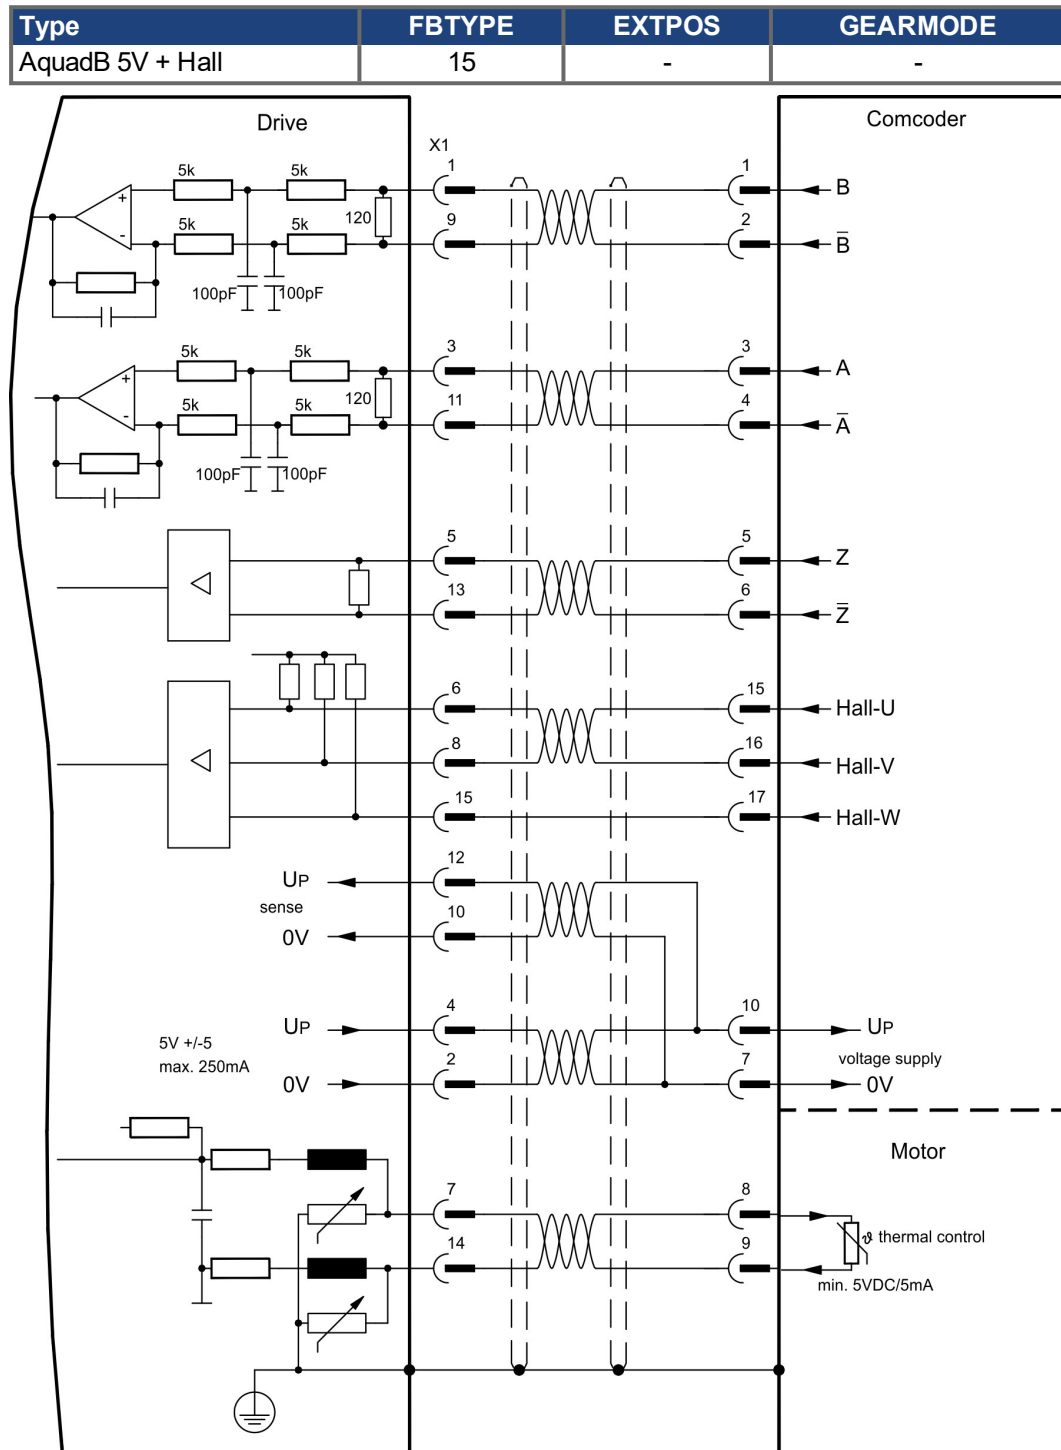 Type FBTYPE EXTPOS GEARMODE
AquadB 5V + Hall 15 - -
Drive Comcoder
X1
5k 5k 1 1
+ B
120
5k 5k 9 2
- B̅
100pF 100pF
5k 5k 3 3
+ A
120
5k 5k 11 4
- A̅
100pF 100pF
5 5
Z
13 6
Z̅
6 15
Hall-U
8 16
Hall-V
15 17
Hall-W
12
UP
sense
10
0V
4 10
UP UP
5V +/-5
max. 250mA
voltage supply
2 7
0V 0V
Motor
7 8
ϑ thermal control
14 9
min. 5VDC/5mA